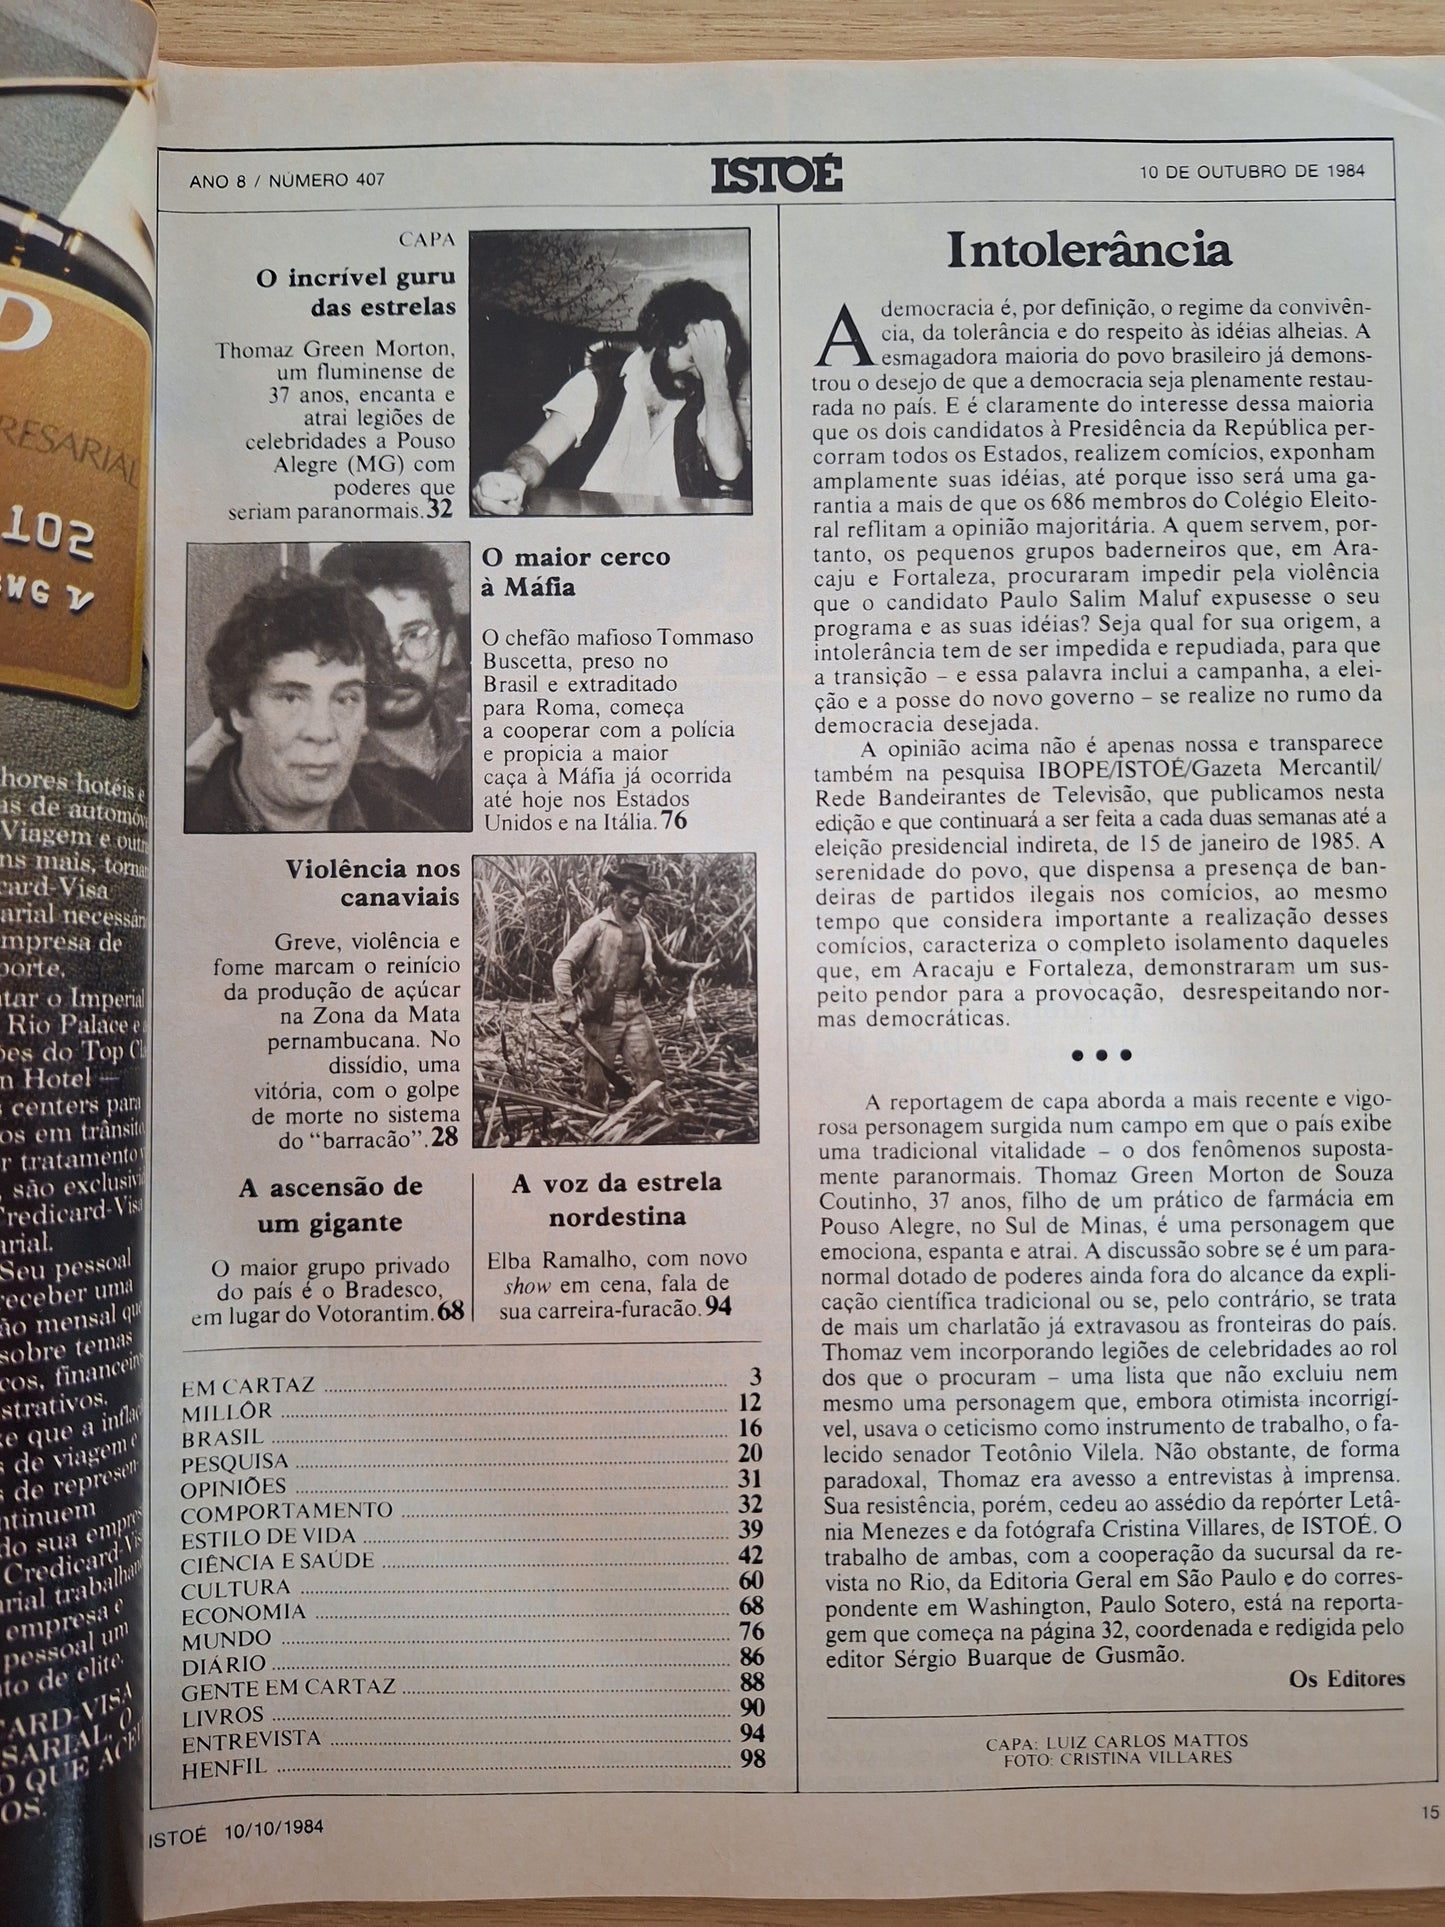 ANO 8 / NÚMERO 407
ISTOÉ
10 DE OUTUBRO DE 1984
CAPA
O incrível guru
das estrelas
Thomaz Green Morton,
um fluminense de
37 anos, encanta e
atrai legiões de
celebridades a Pouso
Alegre (MG) com
poderes que
seriam paranormais. 32
O maior cerco
à Máfia
O chefão mafioso Tommaso
Buscetta, preso no
Brasil e extraditado
para Roma, começa
a cooperar com a polícia
e propicia a maior
caça à Máfia já ocorrida
até hoje nos Estados
Unidos e na Itália. 76
Violência nos
canaviais
Greve, violência e
fome marcam o reinício
da produção de açúcar
na Zona da Mata
pernambucana. No
dissídio, uma
vitória, com o golpe
de morte no sistema
do “barracão”. 28
A ascensão de
um gigante
O maior grupo privado
do país é o Bradesco,
em lugar do Votorantim. 68
A voz da estrela
nordestina
Elba Ramalho, com novo
show em cena, fala de
sua carreira-furacão. 94
EM CARTAZ ........ 3
MILLÔR ........ 12
BRASIL ........ 16
PESQUISA ........ 20
OPINIÕES ........ 31
COMPORTAMENTO ........ 32
ESTILO DE VIDA ........ 39
CIÊNCIA E SAÚDE ........ 42
CULTURA ........ 60
ECONOMIA ........ 68
MUNDO ........ 76
DIÁRIO ........ 86
GENTE EM CARTAZ ........ 88
LIVROS ........ 90
ENTREVISTA ........ 94
HENFIL ........ 98
Intolerância
A democracia é, por definição, o regime da convivên-
cia, da tolerância e do respeito às idéias alheias. A
esmagadora maioria do povo brasileiro já demons-
trou o desejo de que a democracia seja plenamente restau-
rada no país. E é claramente do interesse dessa maioria
que os dois candidatos à Presidência da República per-
corram todos os Estados, realizem comícios, exponham
amplamente suas idéias, até porque isso será uma ga-
rantia a mais de que os 686 membros do Colégio Eleito-
ral reflitam a opinião majoritária. A quem servem, por-
tanto, os pequenos grupos baderneiros que, em Ara-
caju e Fortaleza, procuraram impedir pela violência
que o candidato Paulo Salim Maluf expusesse o seu
programa e as suas idéias? Seja qual for sua origem, a
intolerância tem de ser impedida e repudiada, para que
a transição – e essa palavra inclui a campanha, a elei-
ção e a posse do novo governo – se realize no rumo da
democracia desejada.
A opinião acima não é apenas nossa e transparece
também na pesquisa IBOPE/ISTOÉ/Gazeta Mercantil/
Rede Bandeirantes de Televisão, que publicamos nesta
edição e que continuará a ser feita a cada duas semanas até a
eleição presidencial indireta, de 15 de janeiro de 1985. A
serenidade do povo, que dispensa a presença de ban-
deiras de partidos ilegais nos comícios, ao mesmo
tempo que considera importante a realização desses
comícios, caracteriza o completo isolamento daqueles
que, em Aracaju e Fortaleza, demonstraram um sus-
peito pendor para a provocação, desrespeitando nor-
mas democráticas.
• • •
A reportagem de capa aborda a mais recente e vigo-
rosa personagem surgida num campo em que o país exibe
uma tradicional vitalidade – o dos fenômenos suposta-
mente paranormais. Thomaz Green Morton de Souza
Coutinho, 37 anos, filho de um prático de farmácia em
Pouso Alegre, no Sul de Minas, é uma personagem que
emociona, espanta e atrai. A discussão sobre se é um para-
normal dotado de poderes ainda fora do alcance da expli-
cação científica tradicional ou se, pelo contrário, se trata
de mais um charlatão já extravasou as fronteiras do país.
Thomaz vem incorporando legiões de celebridades ao rol
dos que o procuram – uma lista que não excluiu nem
mesmo uma personagem que, embora otimista incorrigí-
vel, usava o ceticismo como instrumento de trabalho, o fa-
lecido senador Teotônio Vilela. Não obstante, de forma
paradoxal, Thomaz era avesso a entrevistas à imprensa.
Sua resistência, porém, cedeu ao assédio da repórter Letâ-
nia Menezes e da fotógrafa Cristina Villares, de ISTOÉ. O
trabalho de ambas, com a cooperação da sucursal da re-
vista no Rio, da Editoria Geral em São Paulo e do corres-
pondente em Washington, Paulo Sotero, está na reporta-
gem que começa na página 32, coordenada e redigida pelo
editor Sérgio Buarque de Gusmão.
Os Editores
CAPA: LUIZ CARLOS MATTOS
FOTO: CRISTINA VILLARES
ISTOÉ 10/10/1984
15